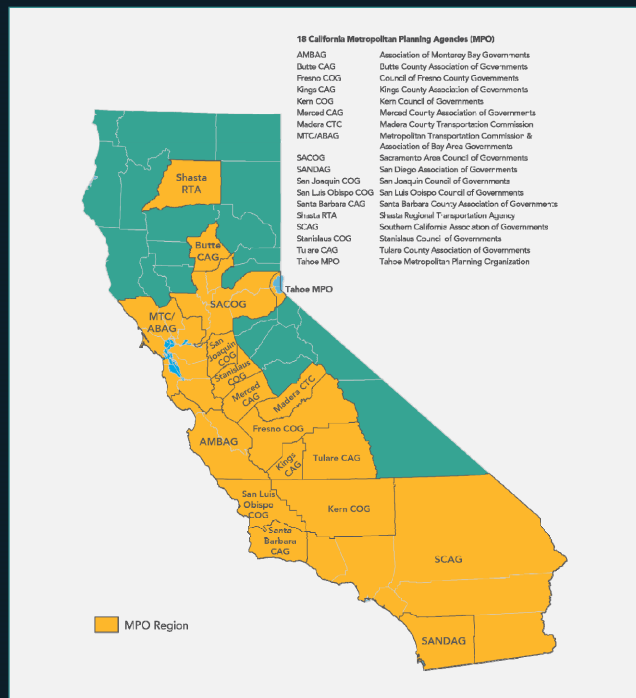 18 California Metropolitan Planning Agencies (MPO)
AMBAG Association of Monterey Bay Governments
Butte CAG Butte County Association of Governments
Fresno COG Council of Fresno County Governments
Kings CAG Kings County Association of Governments
Kern COG Kern Council of Governments
Merced CAG Merced County Association of Governments
Madera CTC Madera County Transportation Commission
MTC/ABAG Metropolitan Transportation Commission &
Association of Bay Area Governments
SACOG Sacramento Area Council of Governments
SANDAG San Diego Association of Governments
San Joaquin COG San Joaquin Council of Governments
San Luis Obispo COG San Luis Obispo Council of Governments
Santa Barbara CAG Santa Barbara County Association of Governments
Shasta RTA Shasta Regional Transportation Agency
SCAG Southern California Association of Governments
Stanislaus COG Stanislaus Council of Governments
Tulare CAG Tulare County Association of Governments
Tahoe MPO Tahoe Metropolitan Planning Organization
Shasta
RTA
Butte
CAG
Tahoe MPO
SACOG
MTC/
ABAG
San
Joaquin
COG
Stanislaus
COG
Merced
CAG
Madera CTC
Fresno COG
AMBAG
Kings
CAG
Tulare CAG
San Luis
Obispo
COG
Kern COG
Santa
Barbara
CAG
SCAG
SANDAG
MPO Region